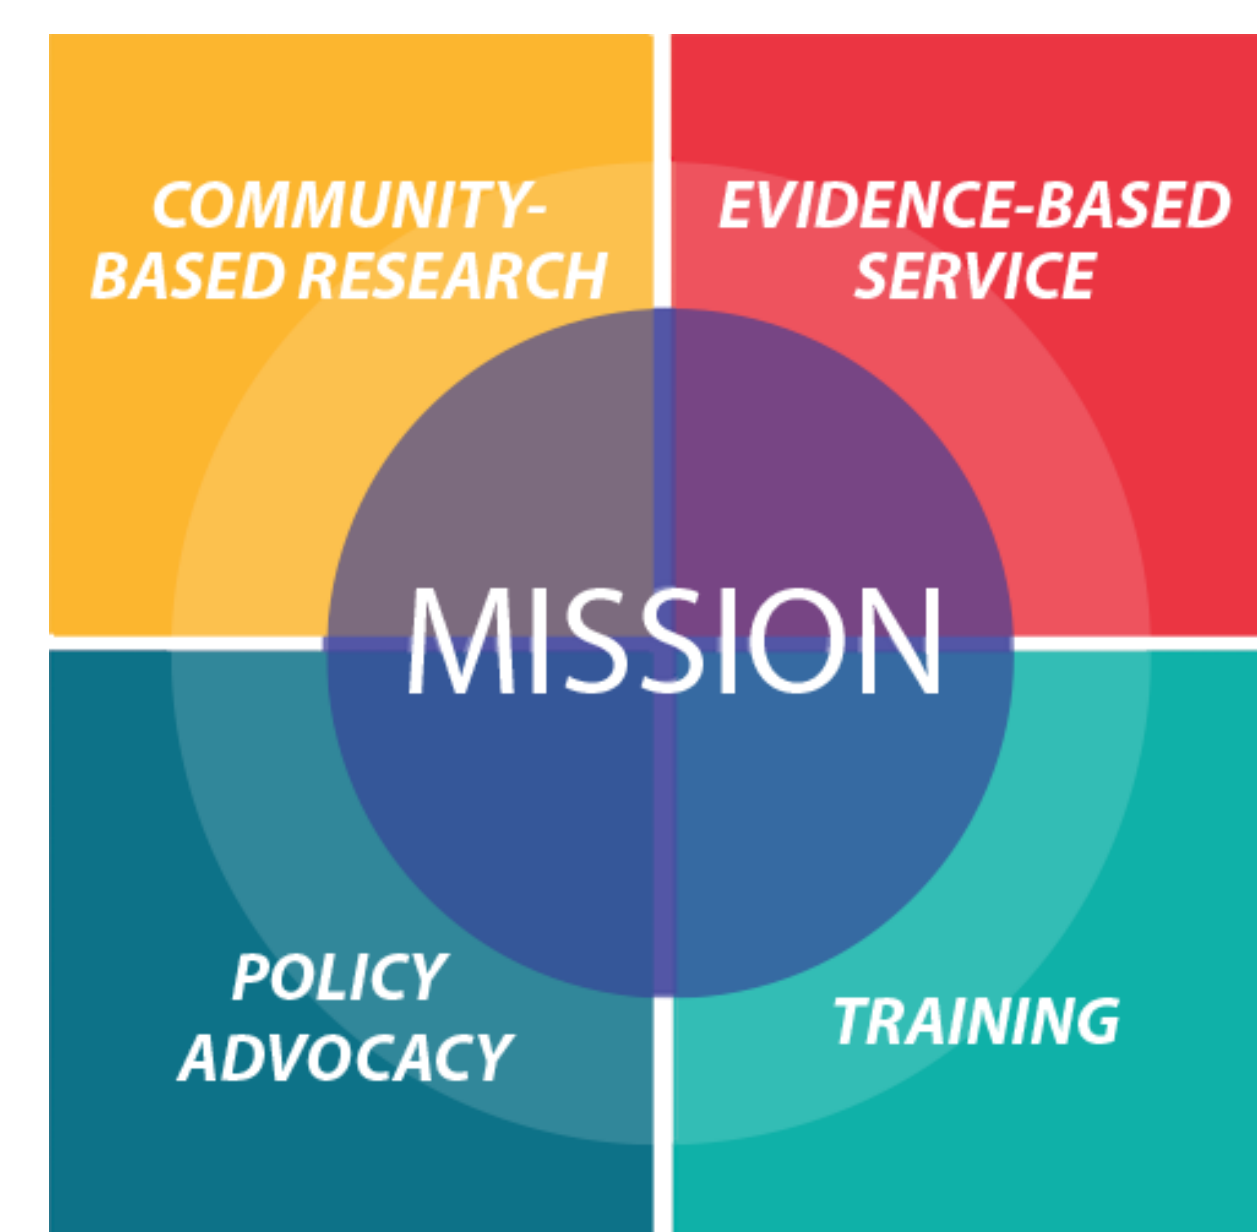 COMMUNITY-
BASED RESEARCH
EVIDENCE-BASED
SERVICE
MISSION
POLICY
ADVOCACY
TRAINING